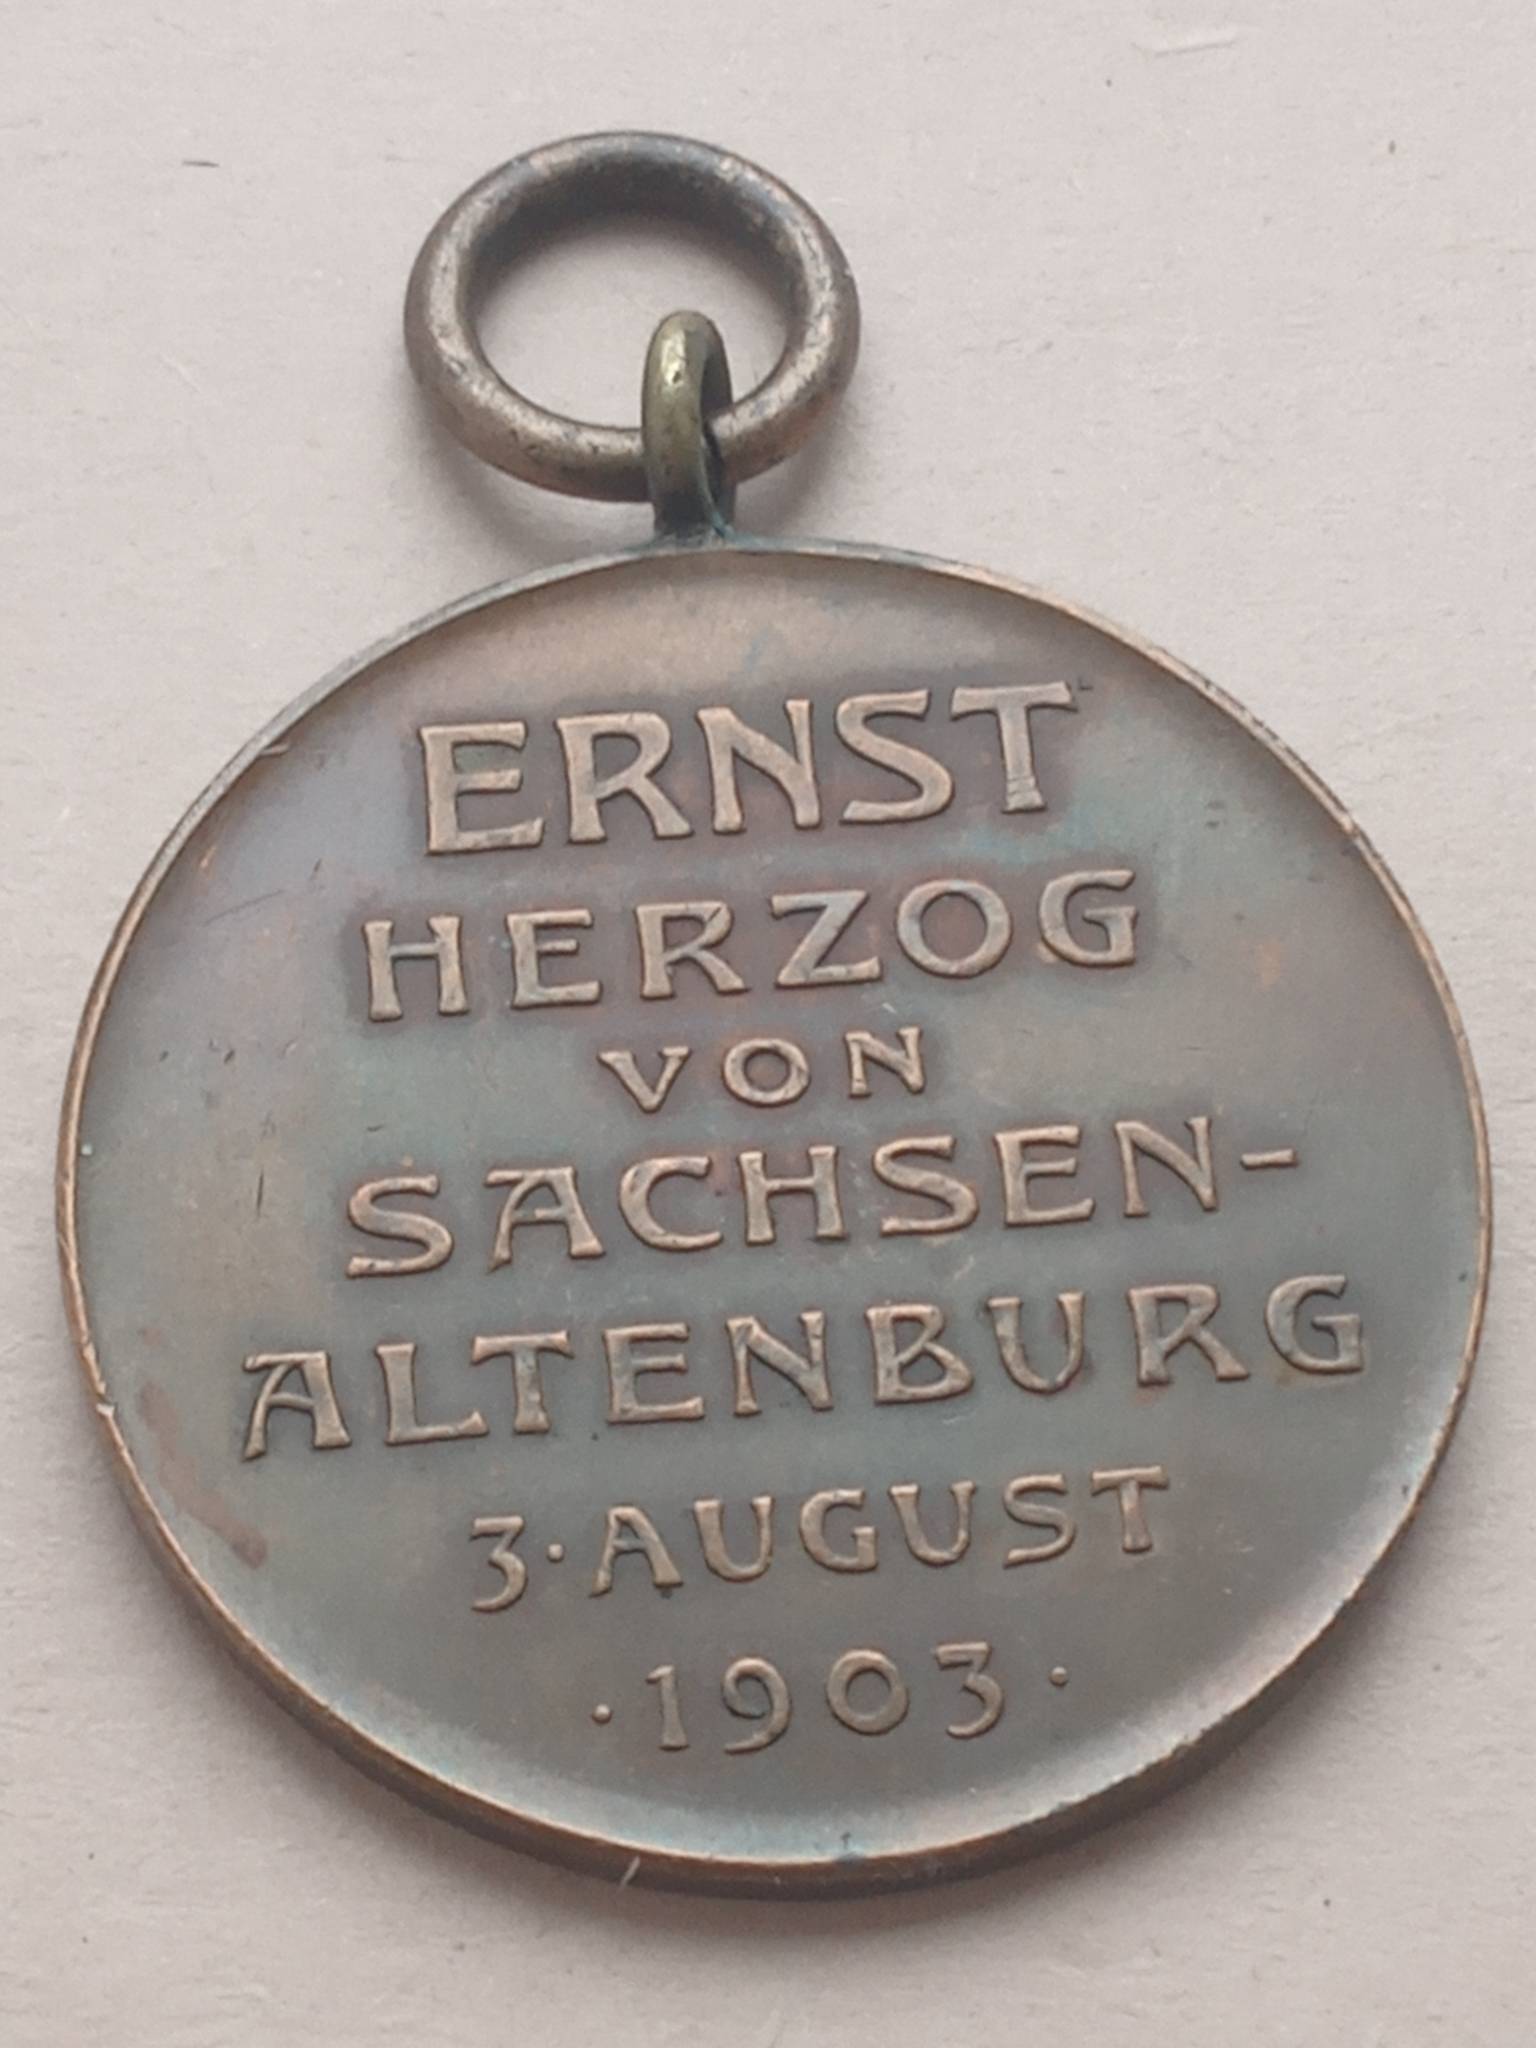 ERNST
HERZOG
VON
SACHSEN-
ALTENBURG
3·AUGUST
·1903·